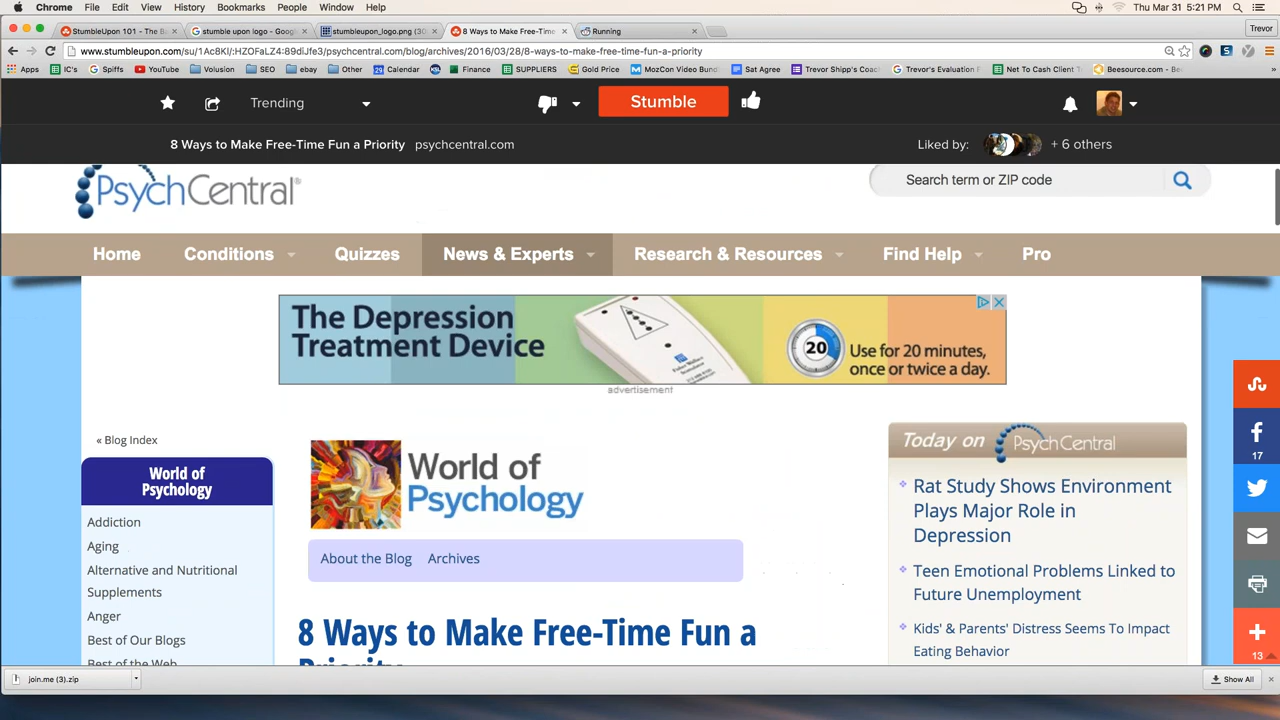 Chrome File Edit View History Bookmarks People Window Help Thu Mar 31 5:21 PM
StumbleUpon 101 - The Ba stumble upon logo - Googl stumbleupon_logo.png (30 8 Ways to Make Free-Time Running Trevor
www.stumbleupon.com/su/1Ac8Kl/:HZOFaLZ4:89diJfe3/psychcentral.com/blog/archives/2016/03/28/8-ways-to-make-free-time-fun-a-priority
Apps IC's Spiffs YouTube Volusion SEO ebay Other Calendar Finance SUPPLIERS Gold Price MozCon Video Bund Sat Agree Trevor Shipp's Coac Trevor's Evaluation F Net To Cash Client T Beesource.com - Be
Trending Stumble
8 Ways to Make Free-Time Fun a Priority psychcentral.com Liked by: + 6 others
PsychCentral® Search term or ZIP code
Home Conditions Quizzes News & Experts Research & Resources Find Help Pro
The Depression
Treatment Device
20
Use for 20 minutes,
once or twice a day.
advertisement
« Blog Index
World of
Psychology
Addiction
Aging
Alternative and Nutritional
Supplements
Anger
Best of Our Blogs
Best of the Web
World of
Psychology
About the Blog Archives
8 Ways to Make Free-Time Fun a
Priority
Today on PsychCentral
Rat Study Shows Environment
Plays Major Role in
Depression
Teen Emotional Problems Linked to
Future Unemployment
Kids' & Parents' Distress Seems To Impact
Eating Behavior
17
13
join.me (3).zip Show All